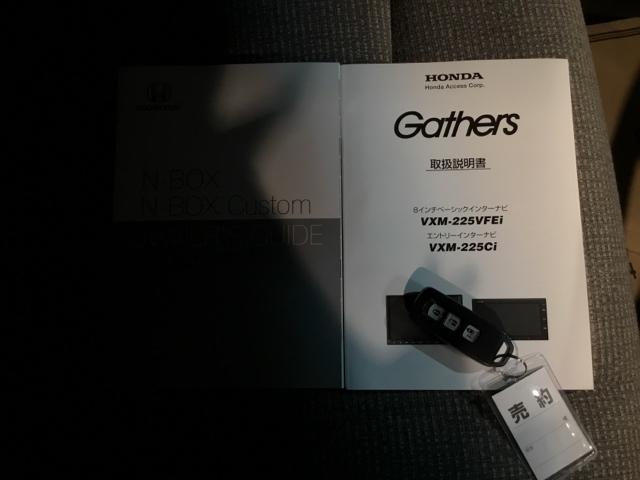 N-BOX
N-BOX Custom
HONDA
Honda Access Corp.
Gathers
取扱説明書
8インチベーシックインターナビ
VXM-225VFEi
エントリーインターナビ
VXM-225Ci
売約